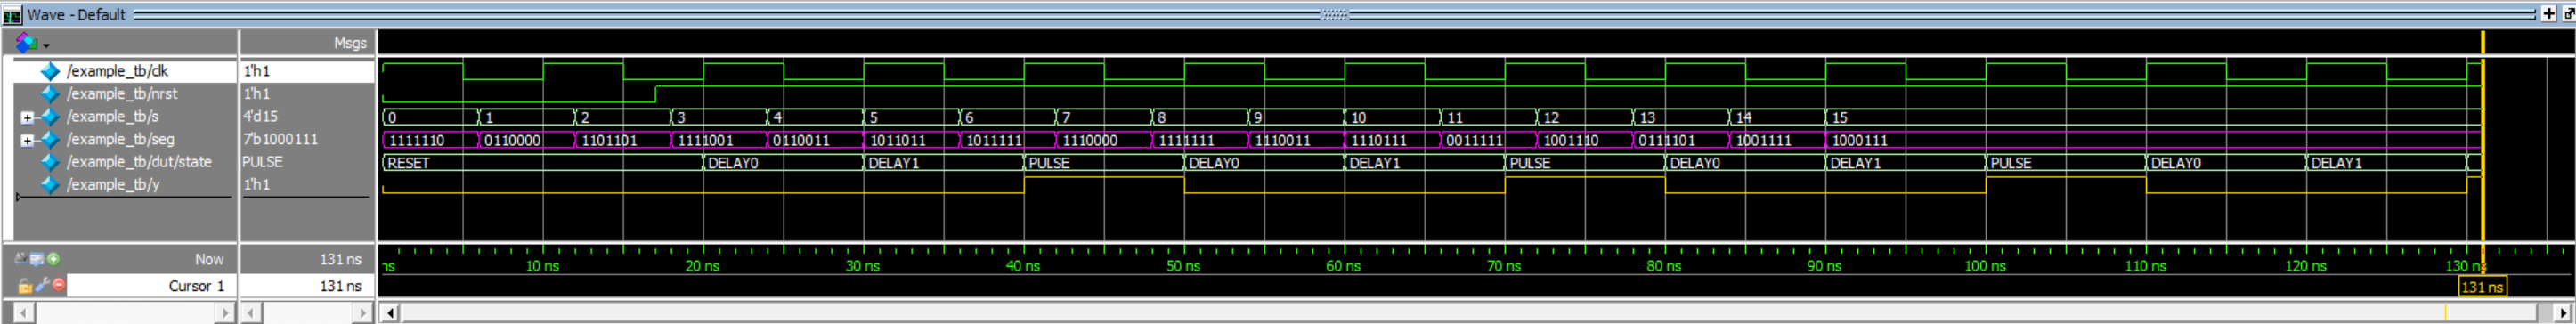 Wave - Default
Msgs
/example_tb/clk 1'h1
/example_tb/nrst 1'h1
/example_tb/s 4'd15 0 1 2 3 4 5 6 7 8 9 10 11 12 13 14 15
/example_tb/seg 7'b1000111 1111110 0110000 1101101 1111001 0110011 1011011 1011111 1110000 1111111 1110011 1110111 0011111 1001110 0111101 1001111 1000111
/example_tb/dut/state PULSE RESET DELAY0 DELAY1 PULSE DELAY0 DELAY1 PULSE DELAY0 DELAY1 PULSE DELAY0 DELAY1
/example_tb/y 1'h1
Now 131 ns ns 10 ns 20 ns 30 ns 40 ns 50 ns 60 ns 70 ns 80 ns 90 ns 100 ns 110 ns 120 ns 130 ns
Cursor 1 131 ns 131 ns